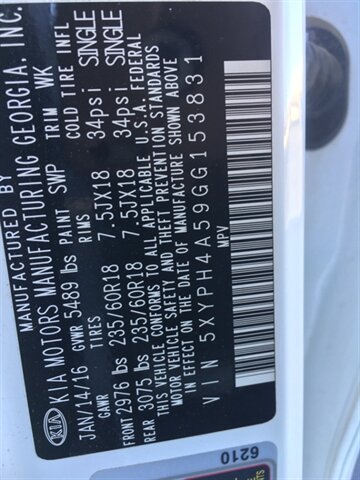 MANUFACTURED BY
KIA KIA MOTORS MANUFACTURING GEORGIA, INC.
JAN/14/16 PAINT SWP TRIM WK
GVWR 5489 lbs
GAWR TIRES RIMS COLD TIRE INFL
FRONT 2976 lbs 235/60R18 7.5JX18 34psi SINGLE
REAR 3075 lbs 235/60R18 7.5JX18 34psi SINGLE
THIS VEHICLE CONFORMS TO ALL APPLICABLE U.S.A. FEDERAL
MOTOR VEHICLE SAFETY AND THEFT PREVENTION STANDARDS
IN EFFECT ON THE DATE OF MANUFACTURE SHOWN ABOVE
VIN 5XYPH4A59GG153831
MPV
6210